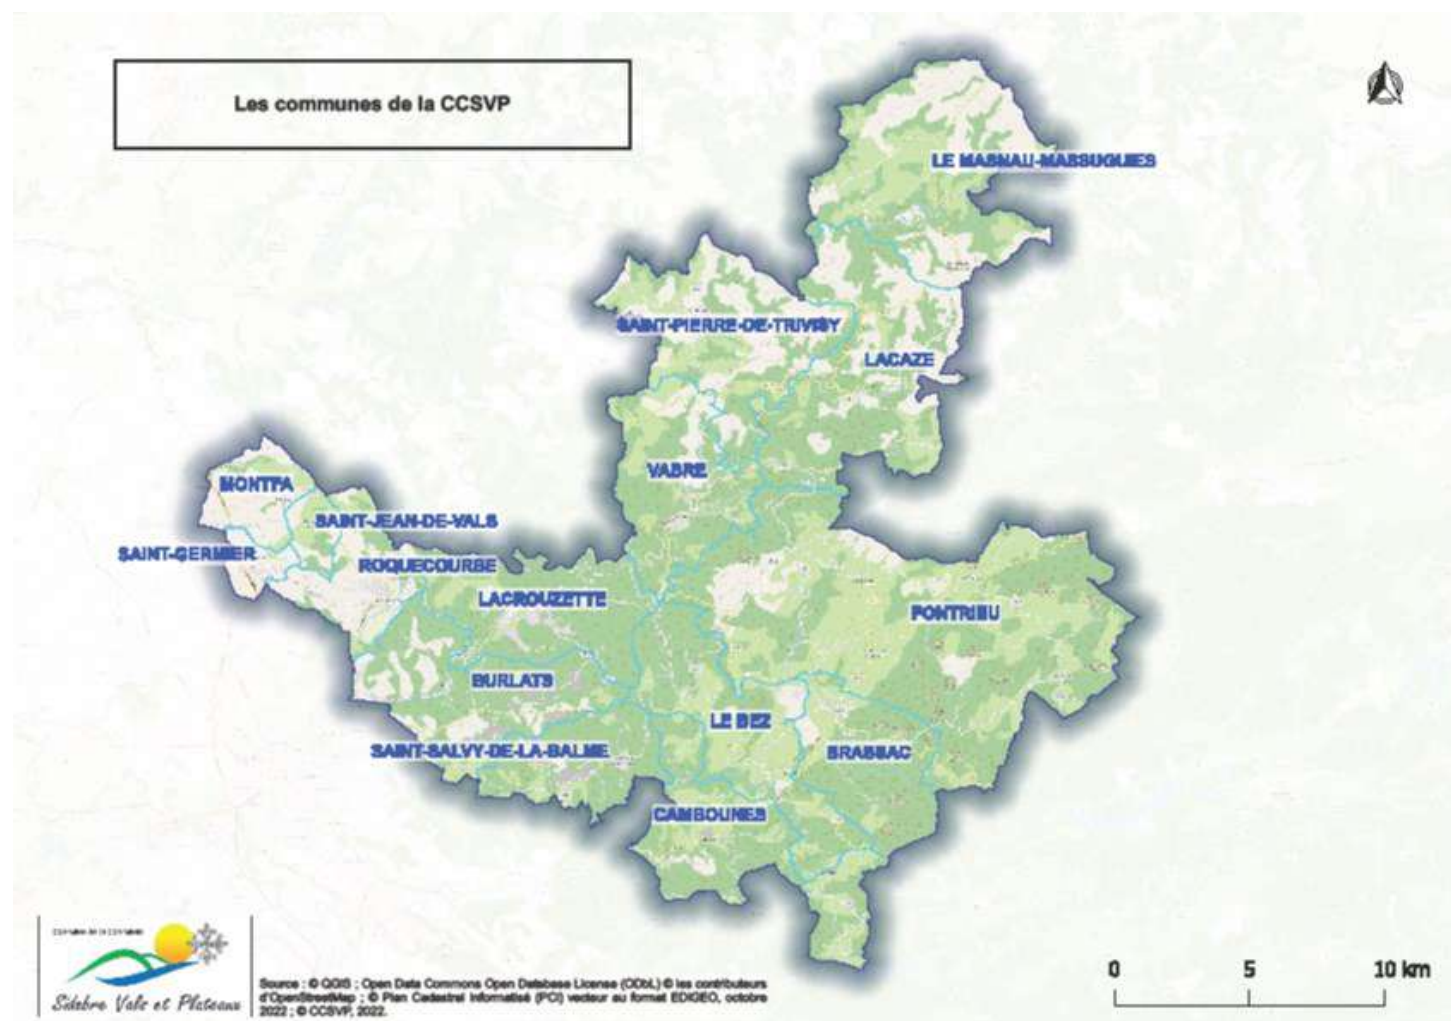 Les communes de la CCSVP
LE MASNAU-MASSUGUIES
SAINT-PIERRE-DE-TRIVISY
LACAZE
VABRE
MONTFA
SAINT-JEAN-DE-VALS
SAINT-GERMIER
ROQUECOURBE
LACROUZETTE
FONTRIEU
BURLATS
LE BEZ
SAINT-SALVY-DE-LA-BALME
BRASSAC
CAMBOUNES
0 5 10 km
Sidobre Vals et Plateaux
Source : © QGIS ; Open Data Commons Open Database License (ODbL) © les contributeurs
d'OpenStreetMap ; © Plan Cadastral Informatisé (PCI) vecteur au format EDIGEO, octobre
2022 ; © CCSVP, 2022.